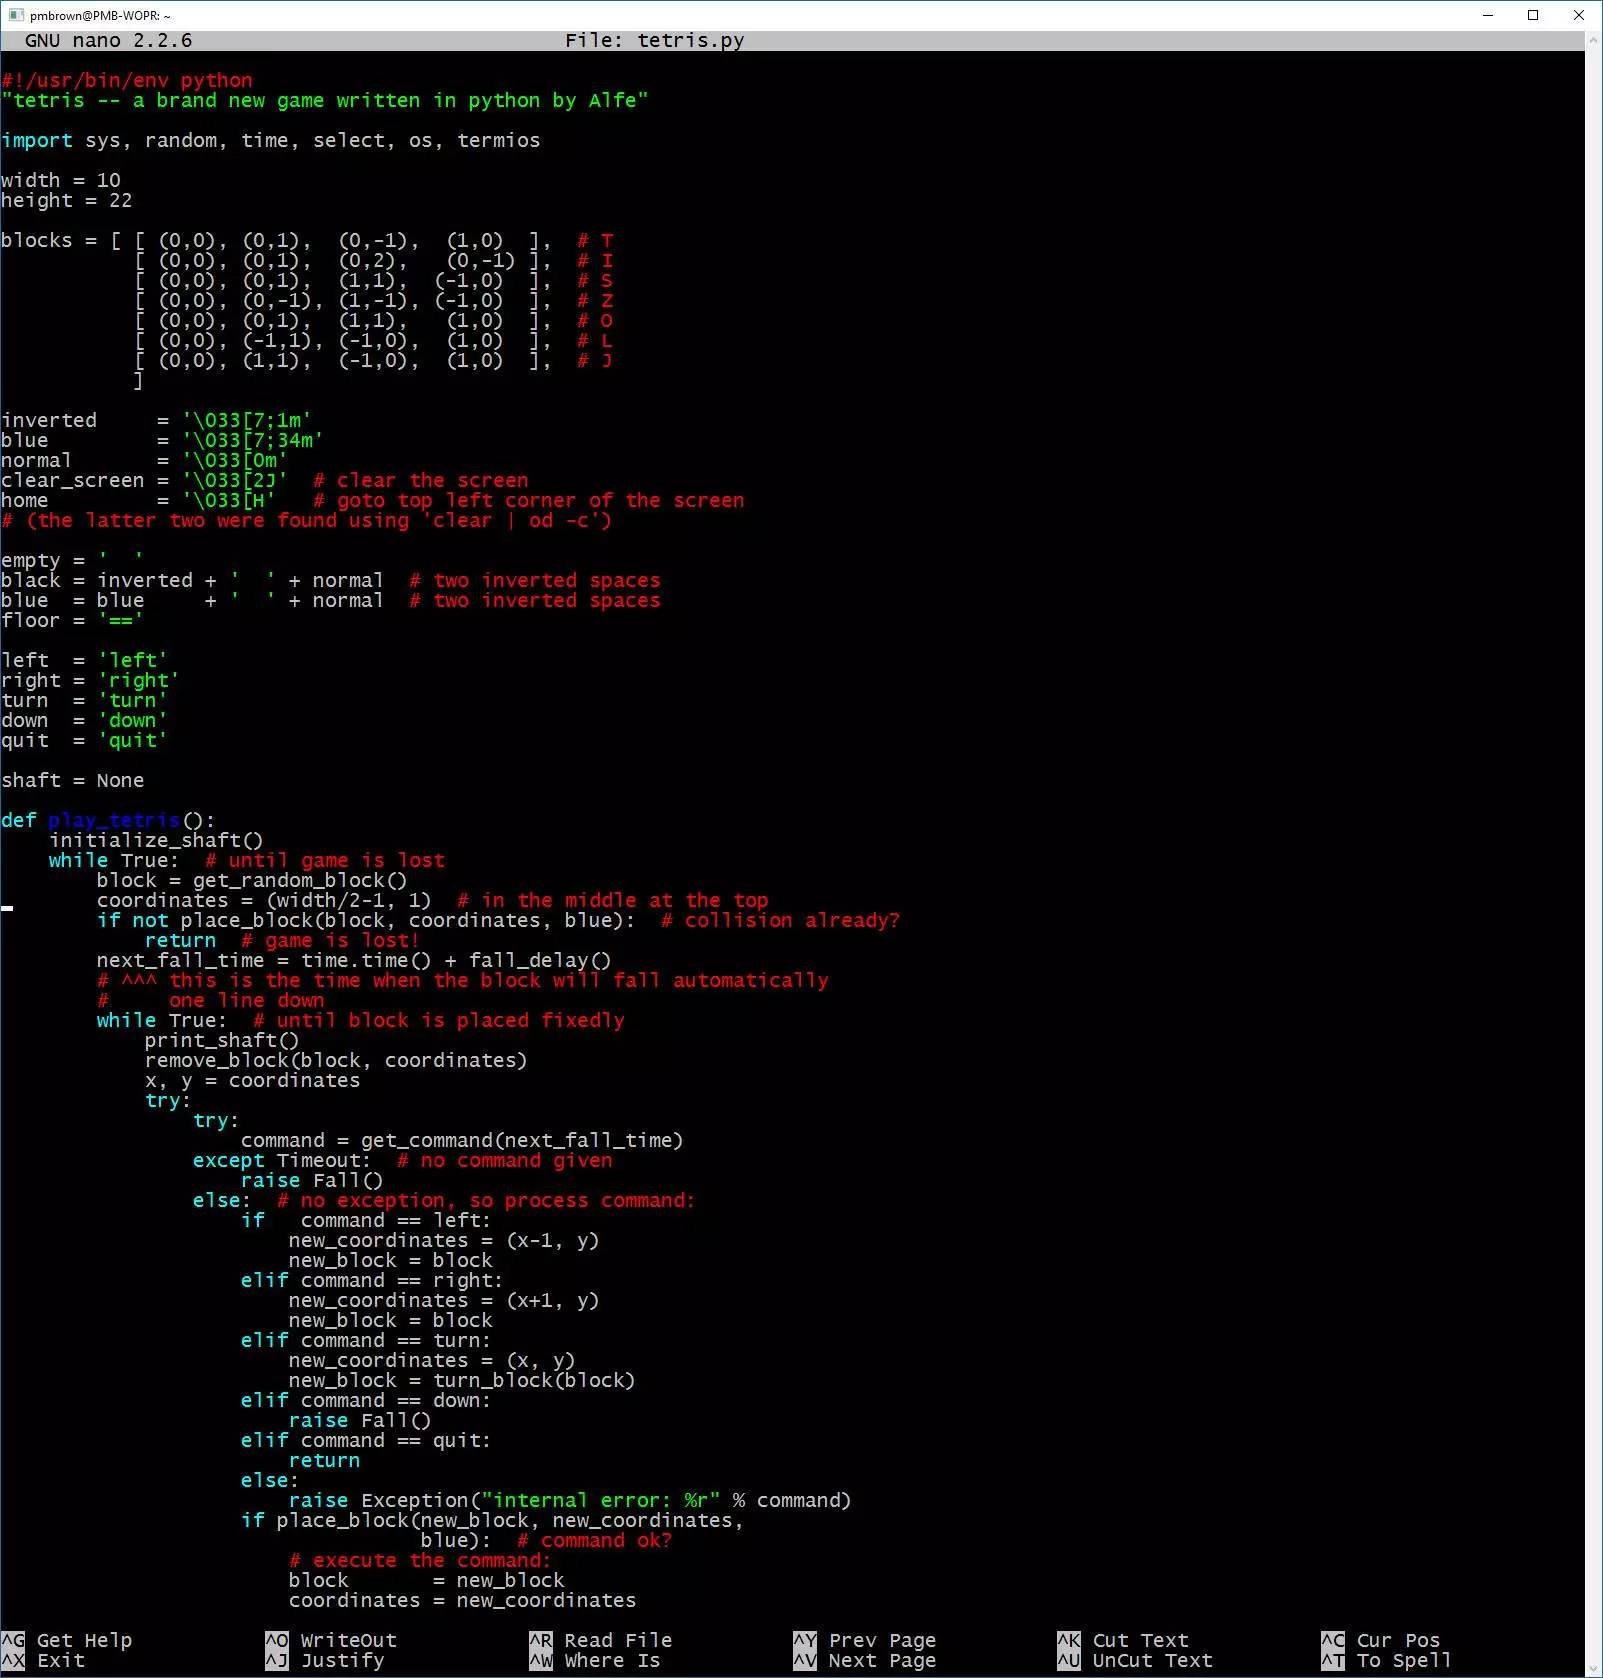 pmbrown@PMB-WOPR: ~
GNU nano 2.2.6 File: tetris.py
#!/usr/bin/env python
"tetris -- a brand new game written in python by Alfe"
import sys, random, time, select, os, termios
width = 10
height = 22
blocks = [ [ (0,0), (0,1),  (0,-1),  (1,0)  ],  # T
           [ (0,0), (0,1),  (0,2),   (0,-1) ],  # I
           [ (0,0), (0,1),  (1,1),  (-1,0)  ],  # S
           [ (0,0), (0,-1), (1,-1), (-1,0)  ],  # Z
           [ (0,0), (0,1),  (1,1),   (1,0)  ],  # O
           [ (0,0), (-1,1), (-1,0),  (1,0)  ],  # L
           [ (0,0), (1,1),  (-1,0),  (1,0)  ],  # J
           ]
inverted     = '\033[7;1m'
blue         = '\033[7;34m'
normal       = '\033[0m'
clear_screen = '\033[2J'  # clear the screen
home         = '\033[H'   # goto top left corner of the screen
# (the latter two were found using 'clear | od -c')
empty = '  '
black = inverted + '  ' + normal  # two inverted spaces
blue  = blue     + '  ' + normal  # two inverted spaces
floor = '=='
left  = 'left'
right = 'right'
turn  = 'turn'
down  = 'down'
quit  = 'quit'
shaft = None
def play_tetris():
    initialize_shaft()
    while True:  # until game is lost
        block = get_random_block()
        coordinates = (width/2-1, 1)  # in the middle at the top
        if not place_block(block, coordinates, blue):  # collision already?
            return  # game is lost!
        next_fall_time = time.time() + fall_delay()
        # ^^^ this is the time when the block will fall automatically
        #     one line down
        while True:  # until block is placed fixedly
            print_shaft()
            remove_block(block, coordinates)
            x, y = coordinates
            try:
                try:
                    command = get_command(next_fall_time)
                except Timeout:  # no command given
                    raise Fall()
                else:  # no exception, so process command:
                    if   command == left:
                        new_coordinates = (x-1, y)
                        new_block = block
                    elif command == right:
                        new_coordinates = (x+1, y)
                        new_block = block
                    elif command == turn:
                        new_coordinates = (x, y)
                        new_block = turn_block(block)
                    elif command == down:
                        raise Fall()
                    elif command == quit:
                        return
                    else:
                        raise Exception("internal error: %r" % command)
                    if place_block(new_block, new_coordinates,
                                   blue):  # command ok?
                        # execute the command:
                        block       = new_block
                        coordinates = new_coordinates
^G Get Help ^O WriteOut ^R Read File ^Y Prev Page ^K Cut Text ^C Cur Pos
^X Exit ^J Justify ^W Where Is ^V Next Page ^U UnCut Text ^T To Spell